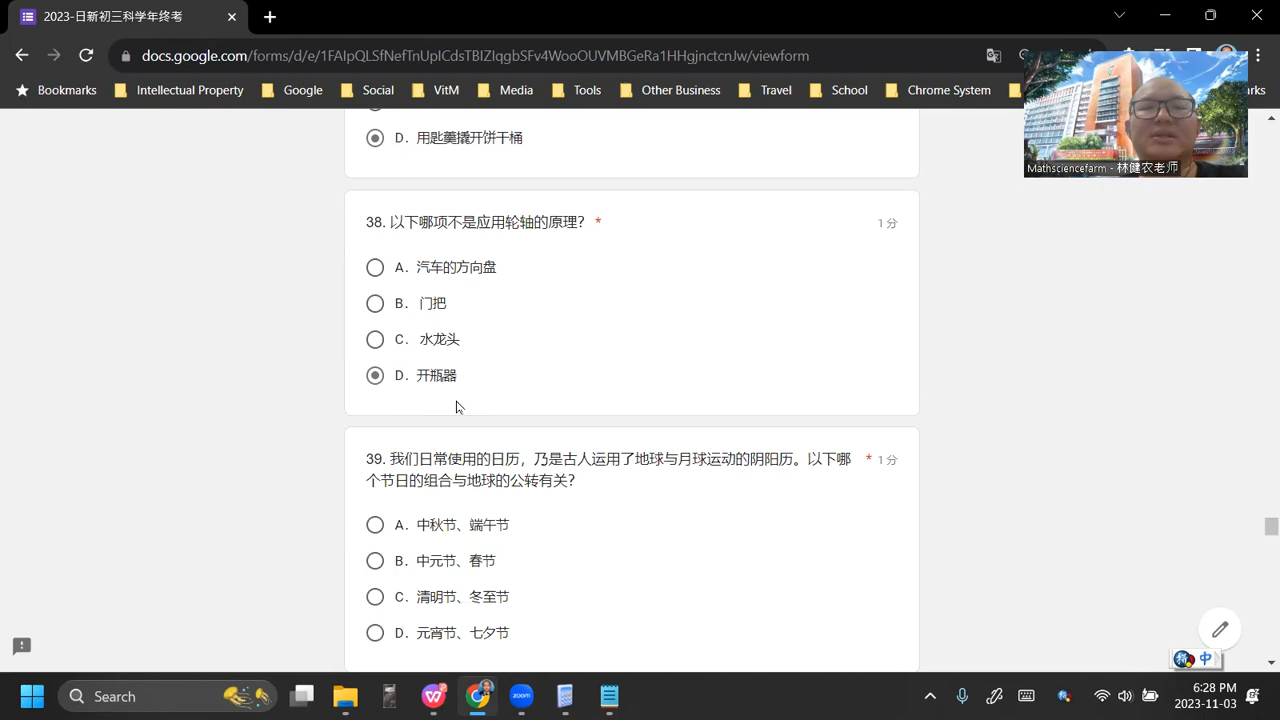 2023-日新初三科学年终考
docs.google.com/forms/d/e/1FAIpQLSfNefTnUpICdsTBIZIqgbSFv4WooOUVMBGeRa1HHgjnctcnJw/viewform
Bookmarks Intellectual Property Google Social VitM Media Tools Other Business Travel School Chrome System
Mathsciencefarm - 林健农老师
D. 用匙羹撬开饼干桶
38. 以下哪项不是应用轮轴的原理? *
1 分
A. 汽车的方向盘
B. 门把
C. 水龙头
D. 开瓶器
39. 我们日常使用的日历，乃是古人运用了地球与月球运动的阴阳历。以下哪 * 1 分
个节日的组合与地球的公转有关?
A. 中秋节、端午节
B. 中元节、春节
C. 清明节、冬至节
D. 元宵节、七夕节
中
Search
zoom
6:28 PM
2023-11-03